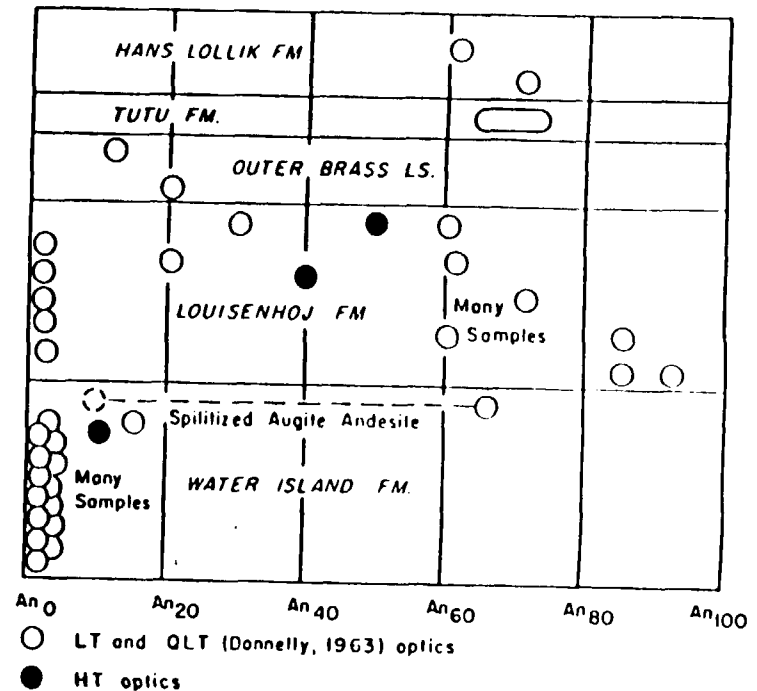 HANS LOLLIK FM
TUTU FM.
OUTER BRASS LS.
LOUISENHOJ FM
Many
Samples
Spilitized Augite Andesile
Many
Samples
WATER ISLAND FM.
An0 An20 An40 An60 An80 An100
LT and QLT (Donnelly, 1963) optics
HT optics